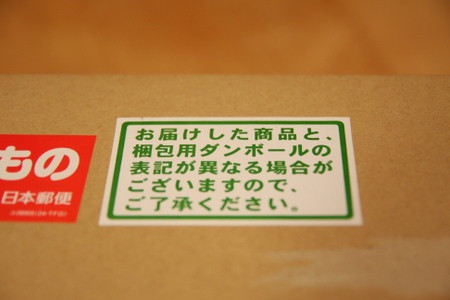 もの
日本郵便
お届けした商品と、
梱包用ダンボールの
表記が異なる場合が
ございますので、
ご了承ください。